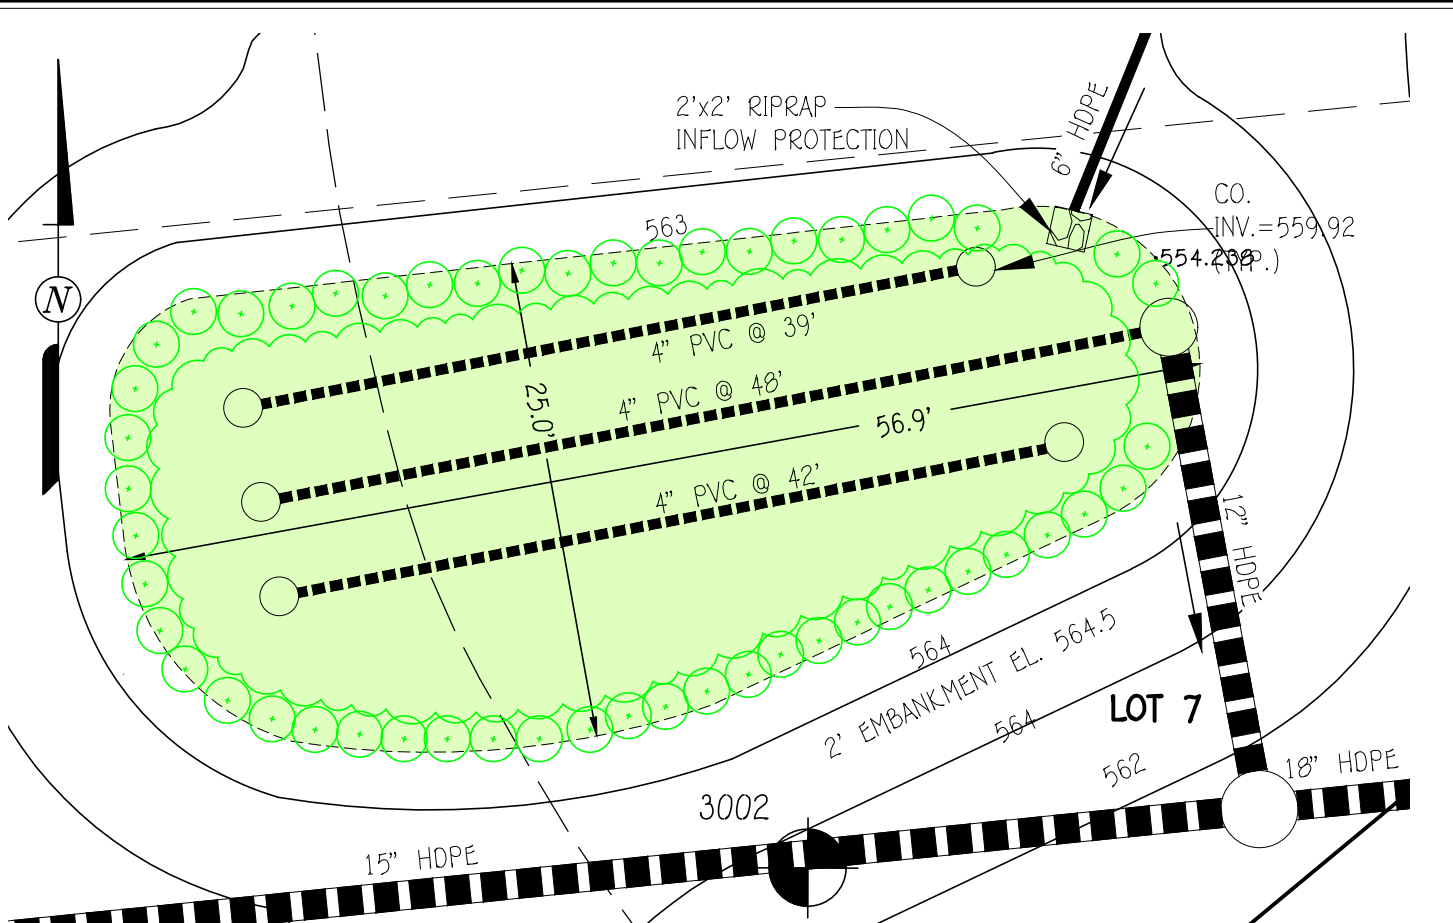 2'x2' RIPRAP
INFLOW PROTECTION
6" HDPE
CO.
INV.=559.92
(TYP.)
554.238
563
N
4" PVC @ 39'
4" PVC @ 48'
25.0'
56.9'
4" PVC @ 42'
12" HDPE
564
2' EMBANKMENT EL. 564.5
564
LOT 7
562
18" HDPE
3002
15" HDPE